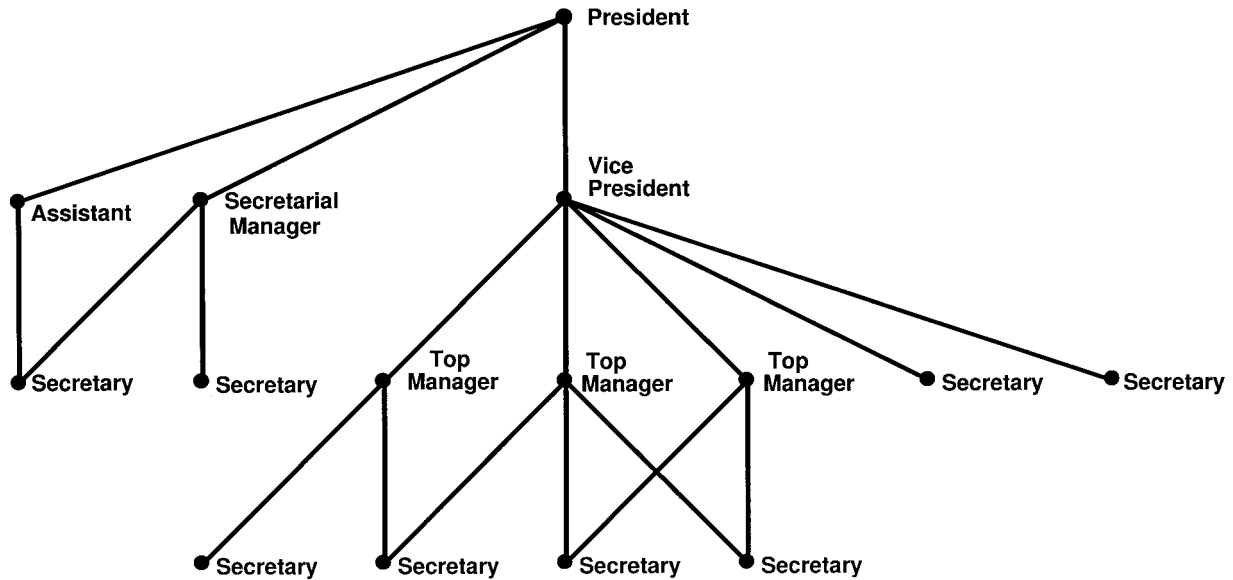 President
Vice
President
Assistant
Secretarial
Manager
Secretary
Secretary
Top
Manager
Top
Manager
Top
Manager
Secretary
Secretary
Secretary
Secretary
Secretary
Secretary